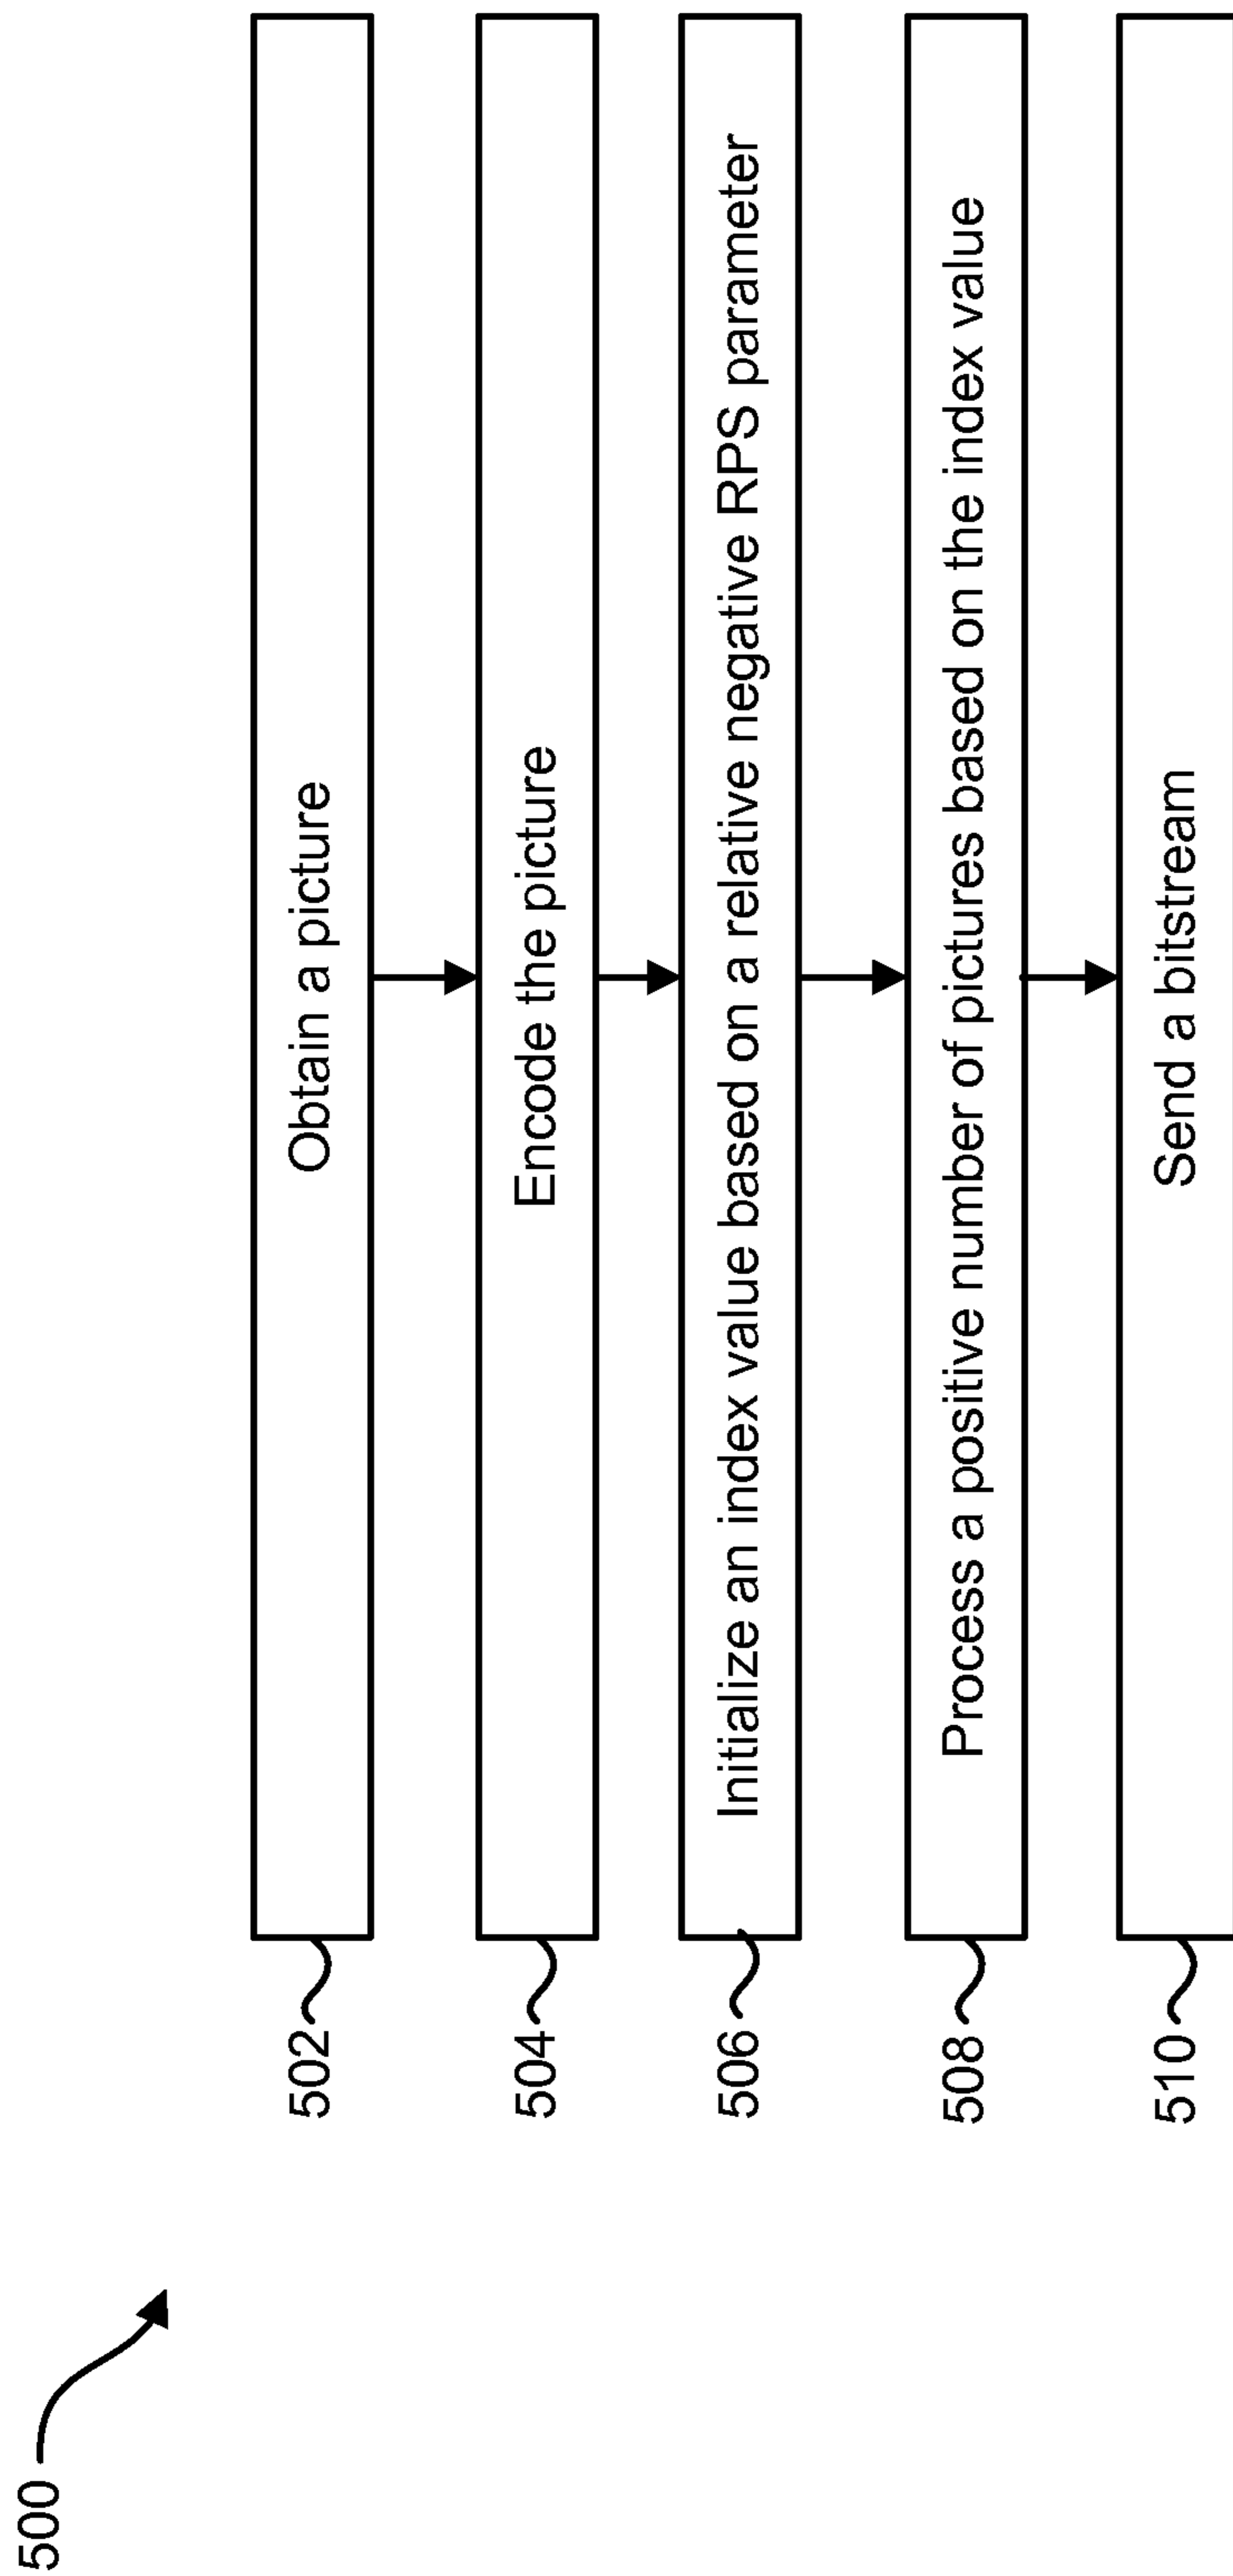 500
502
Obtain a picture
504
Encode the picture
506
Initialize an index value based on a relative negative RPS parameter
508
Process a positive number of pictures based on the index value
510
Send a bitstream